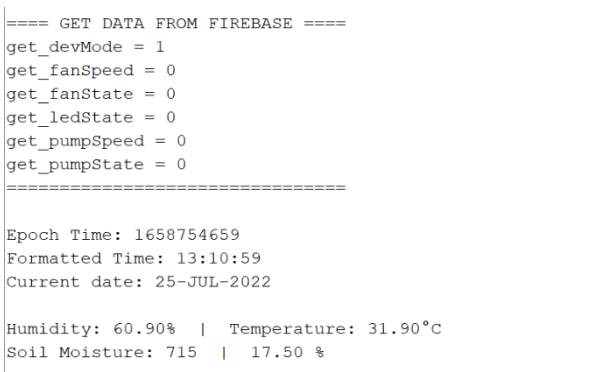 ==== GET DATA FROM FIREBASE ====
get_devMode = 1
get_fanSpeed = 0
get_fanState = 0
get_ledState = 0
get_pumpSpeed = 0
get_pumpState = 0
================================
Epoch Time: 1658754659
Formatted Time: 13:10:59
Current date: 25-JUL-2022
Humidity: 60.90% | Temperature: 31.90°C
Soil Moisture: 715 | 17.50 %